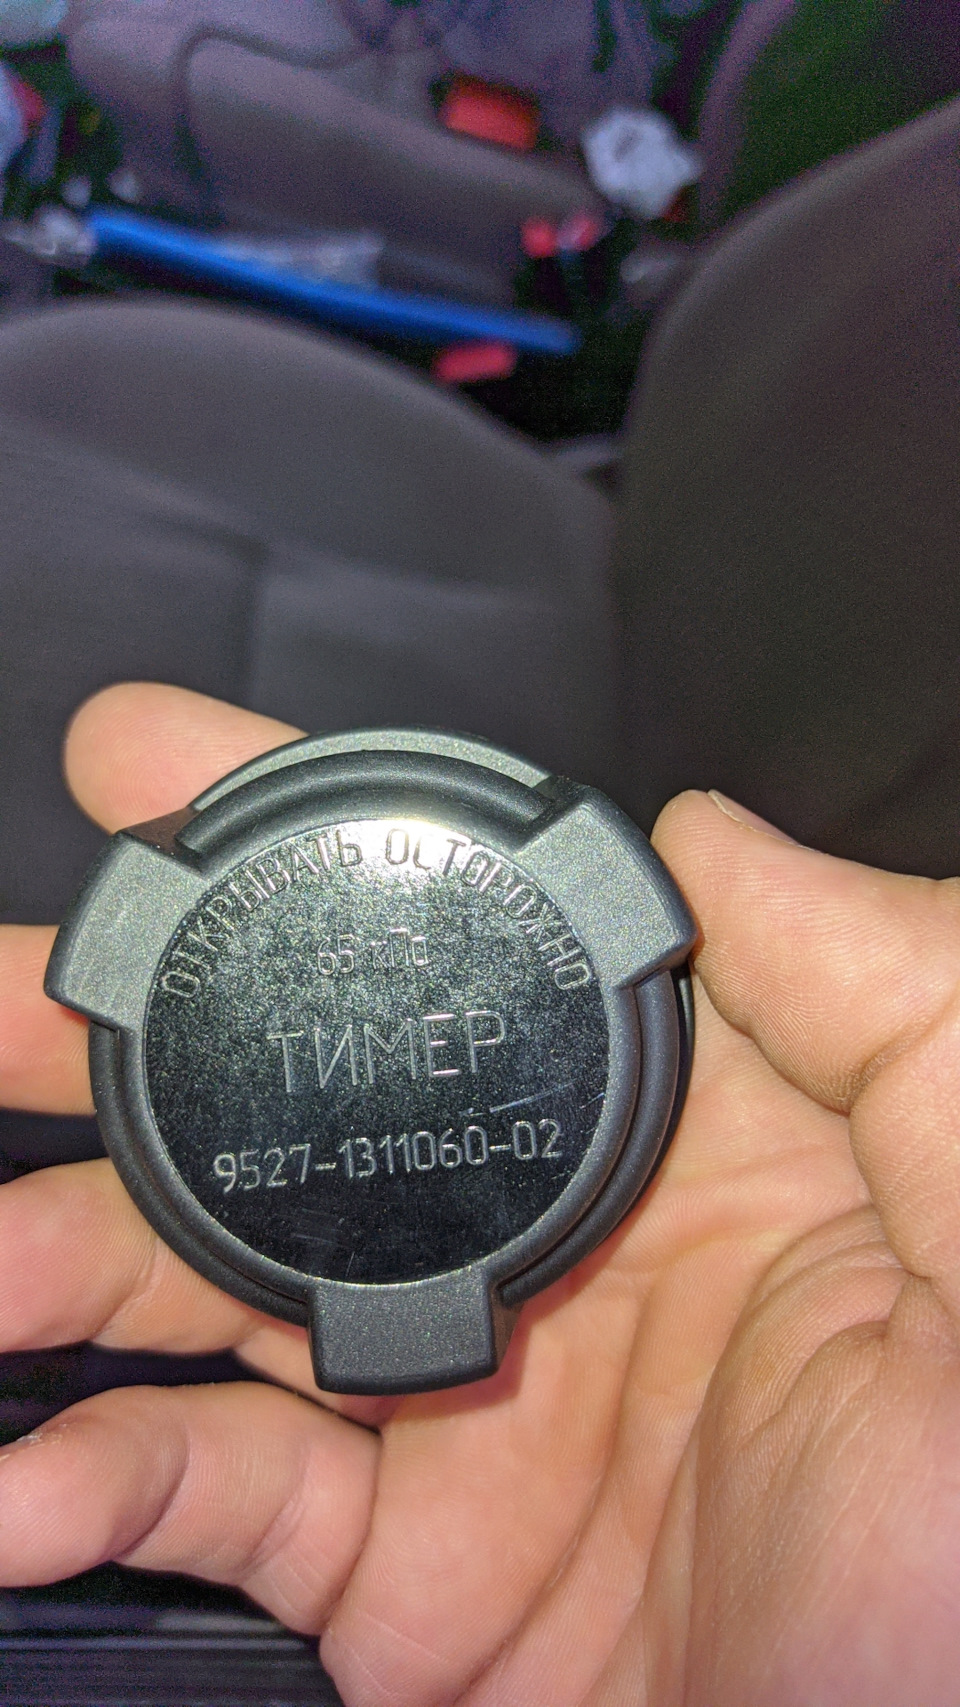 ОТКРЫВАТЬ ОСТОРОЖНО
65 кПа
ТИМЕР
9527-1311060-02